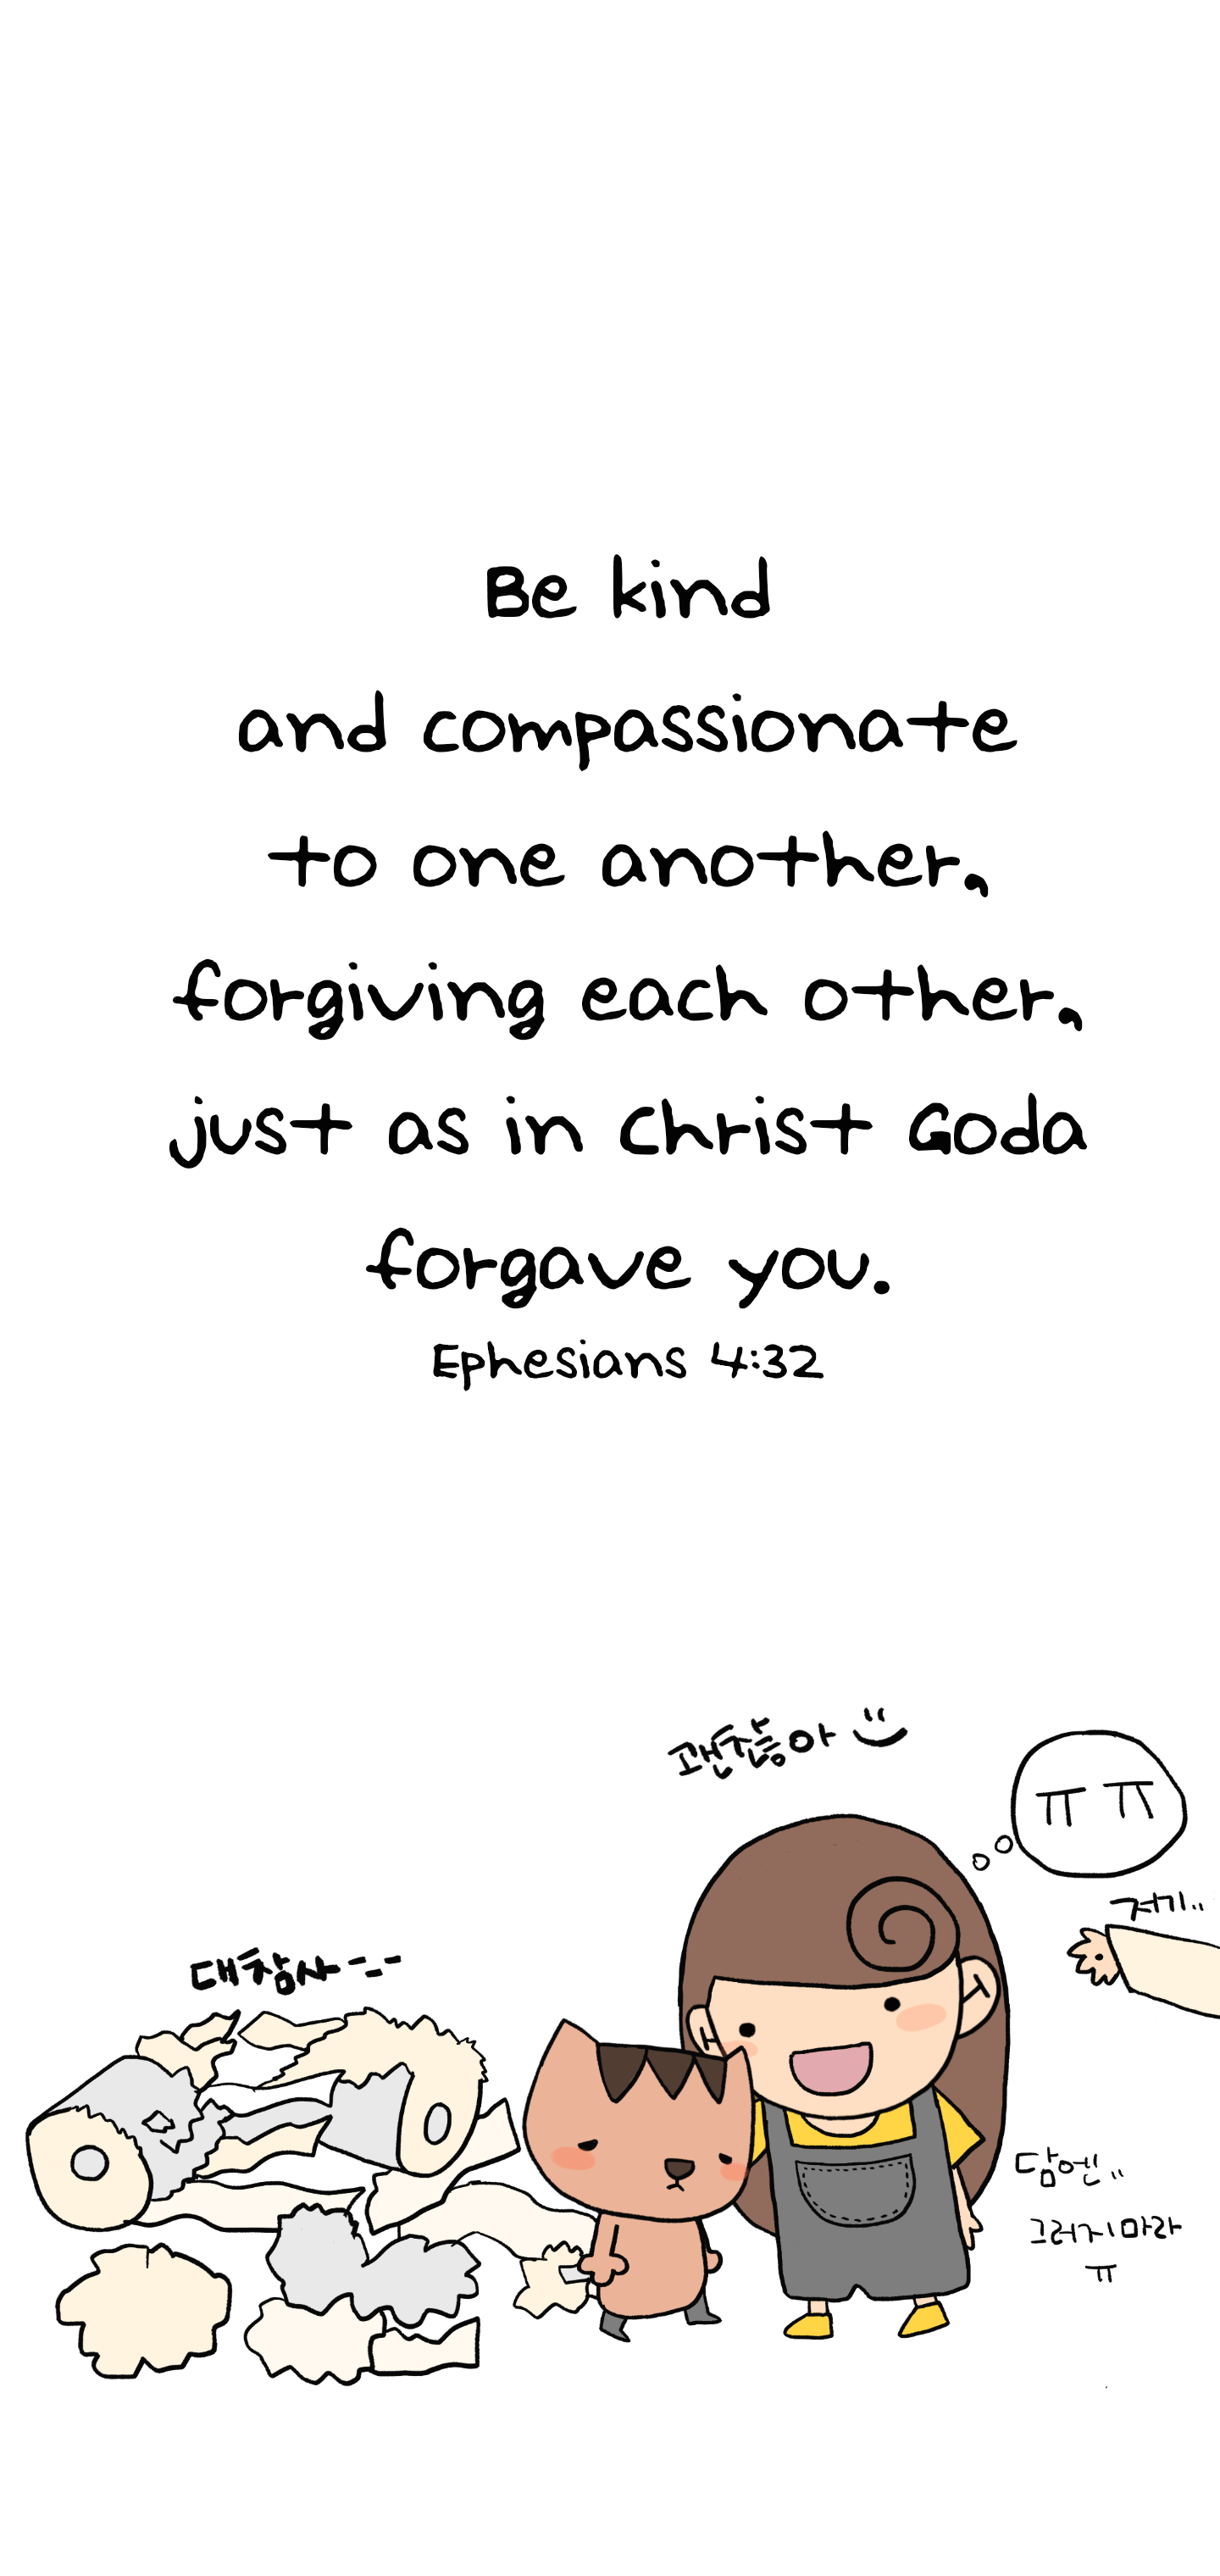 Be kind
and compassionate
to one another,
forgiving each other,
just as in Christ Goda
forgave you.
Ephesians 4:32
괜찮아
ㅠㅠ
저기..
대참사--
담엔..
그러지마라
ㅠ